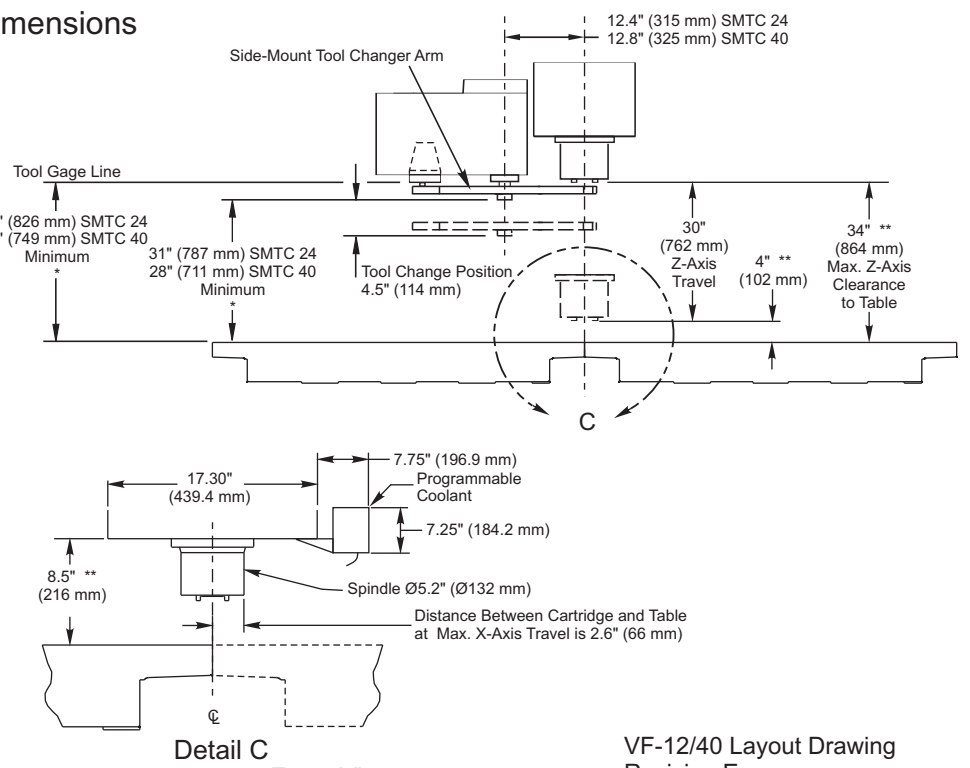 12.4" (315 mm) SMTC 24
12.8" (325 mm) SMTC 40
Side-Mount Tool Changer Arm
Tool Gage Line
(826 mm) SMTC 24
(749 mm) SMTC 40
Minimum
*
31" (787 mm) SMTC 24
28" (711 mm) SMTC 40
Minimum
*
Tool Change Position
4.5" (114 mm)
30"
(762 mm)
Z-Axis
Travel
4" **
(102 mm)
34" **
(864 mm)
Max. Z-Axis
Clearance
to Table
C
17.30"
(439.4 mm)
7.75" (196.9 mm)
Programmable
Coolant
7.25" (184.2 mm)
8.5" **
(216 mm)
Spindle Ø5.2" (Ø132 mm)
Distance Between Cartridge and Table
at Max. X-Axis Travel is 2.6" (66 mm)
℄
Detail C
VF-12/40 Layout Drawing